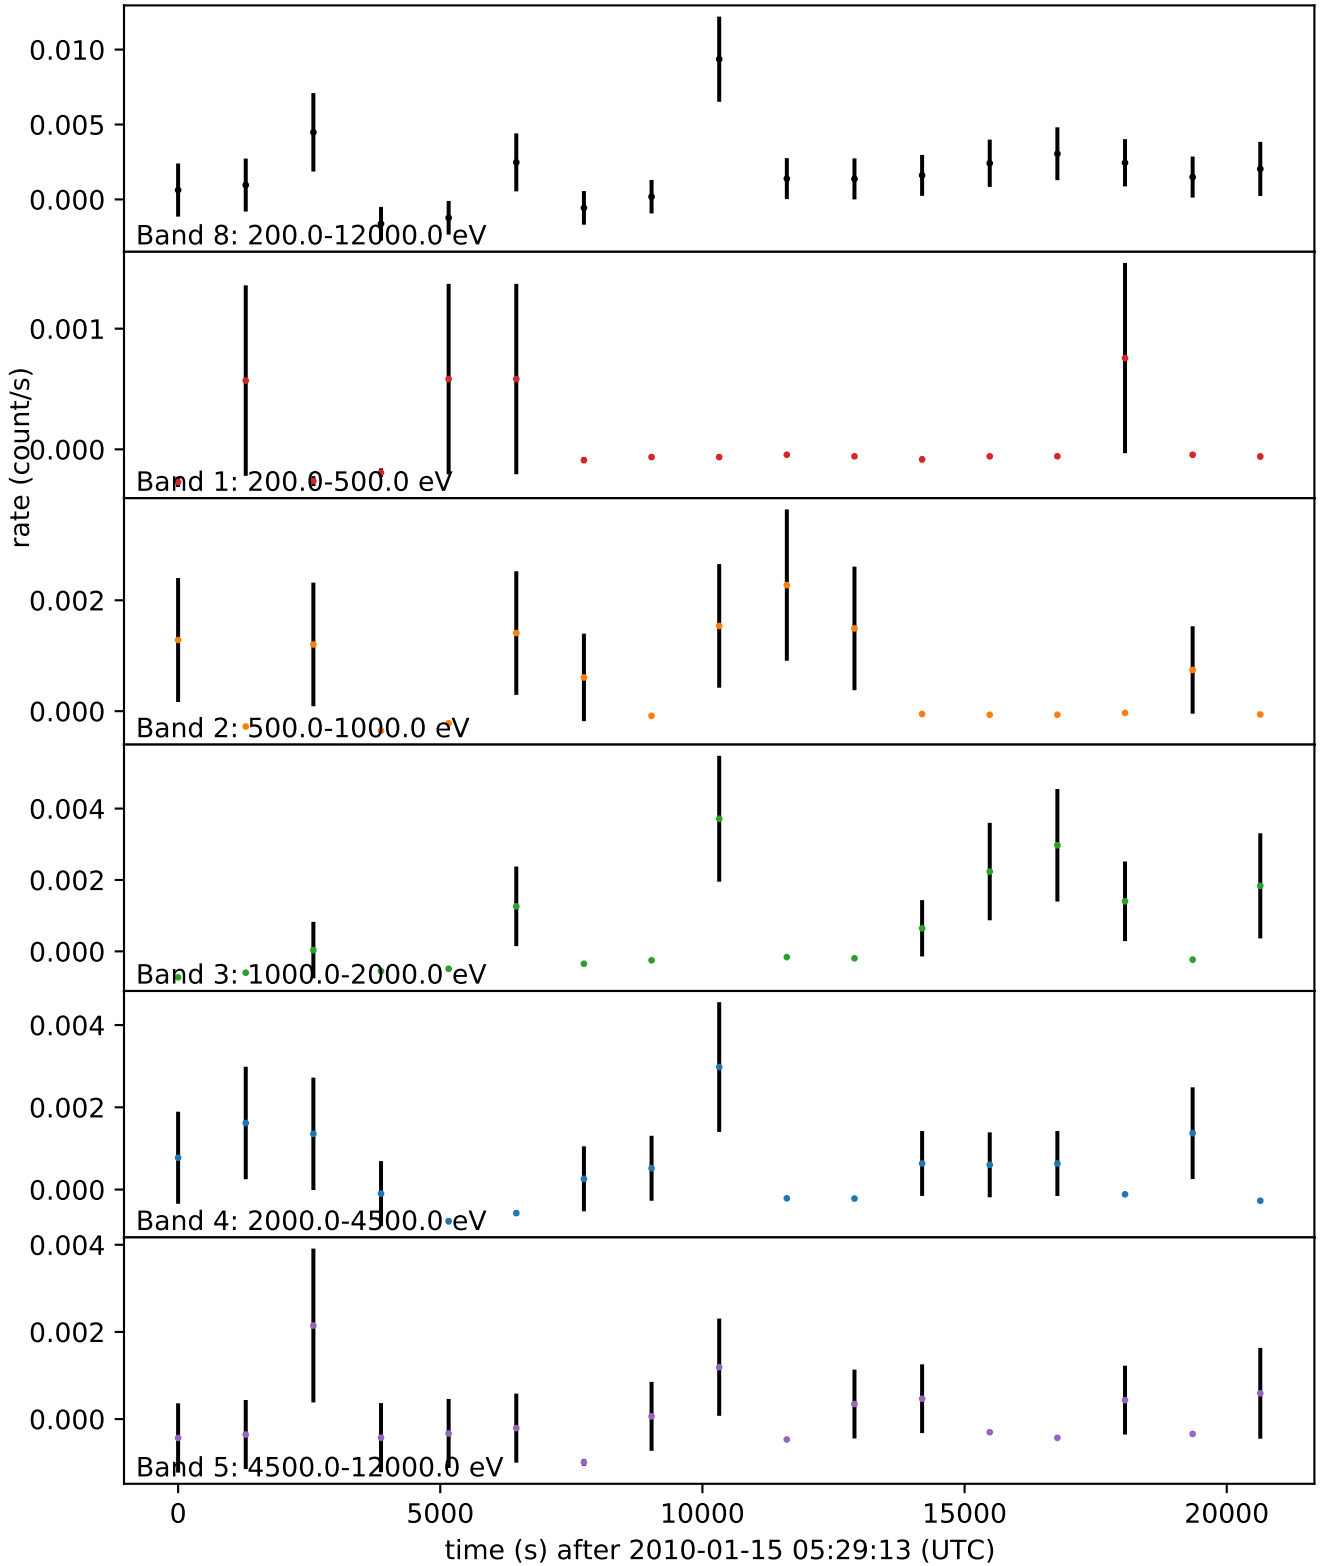 0.010
0.005
0.000
Band 8: 200.0-12000.0 eV
0.001
0.000
Band 1: 200.0-500.0 eV
rate (count/s)
0.002
0.000
Band 2: 500.0-1000.0 eV
0.004
0.002
0.000
Band 3: 1000.0-2000.0 eV
0.004
0.002
0.000
Band 4: 2000.0-4500.0 eV
0.004
0.002
0.000
Band 5: 4500.0-12000.0 eV
0 5000 10000 15000 20000
time (s) after 2010-01-15 05:29:13 (UTC)